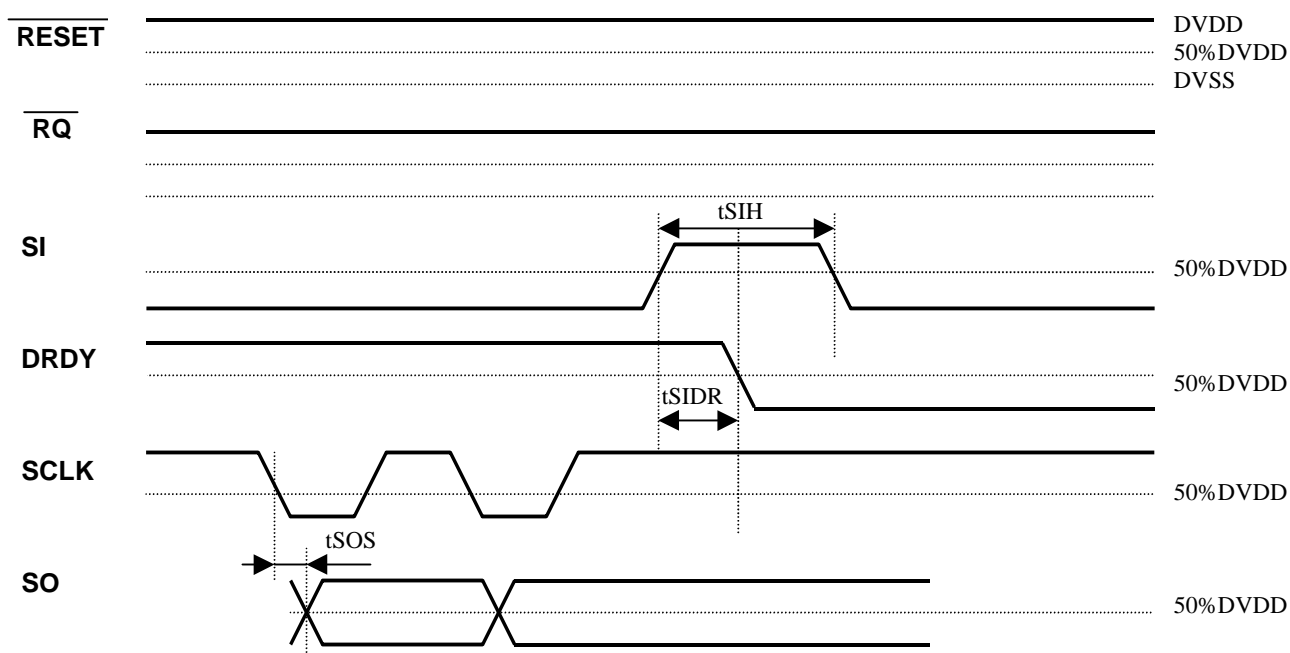 RESET
DVDD
50%DVDD
DVSS
RQ
tSIH
SI
50%DVDD
DRDY
50%DVDD
tSIDR
SCLK
50%DVDD
tSOS
SO
50%DVDD